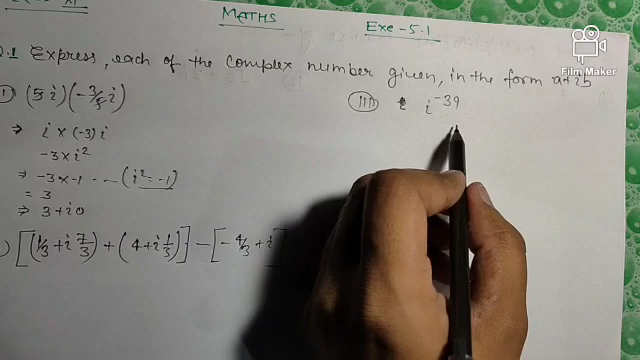 MATHS
Exe-5.1
Q.1 Express, each of the complex number given, in the form a+ib
① (5i)(-3/5 i)
⇒ i × (-3)i
-3×i²
⇒ -3×-1 --- (i² = -1)
= 3
⇒ 3+i0
) [(1/3 + i 7/3) + (4+i 1/3)] - [-4/3 + i]
(III) i⁻³⁹
Film Maker